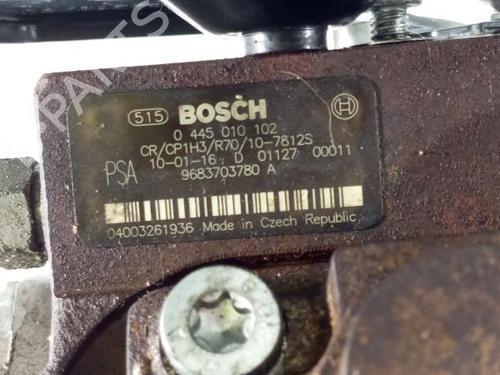 515 BOSCH
0 445 010 102
CR/CP1H3/R70/10-7812S
PSA 10-01-16 D 01127 00011
9683703780 A
04003261936 Made in Czech Republic